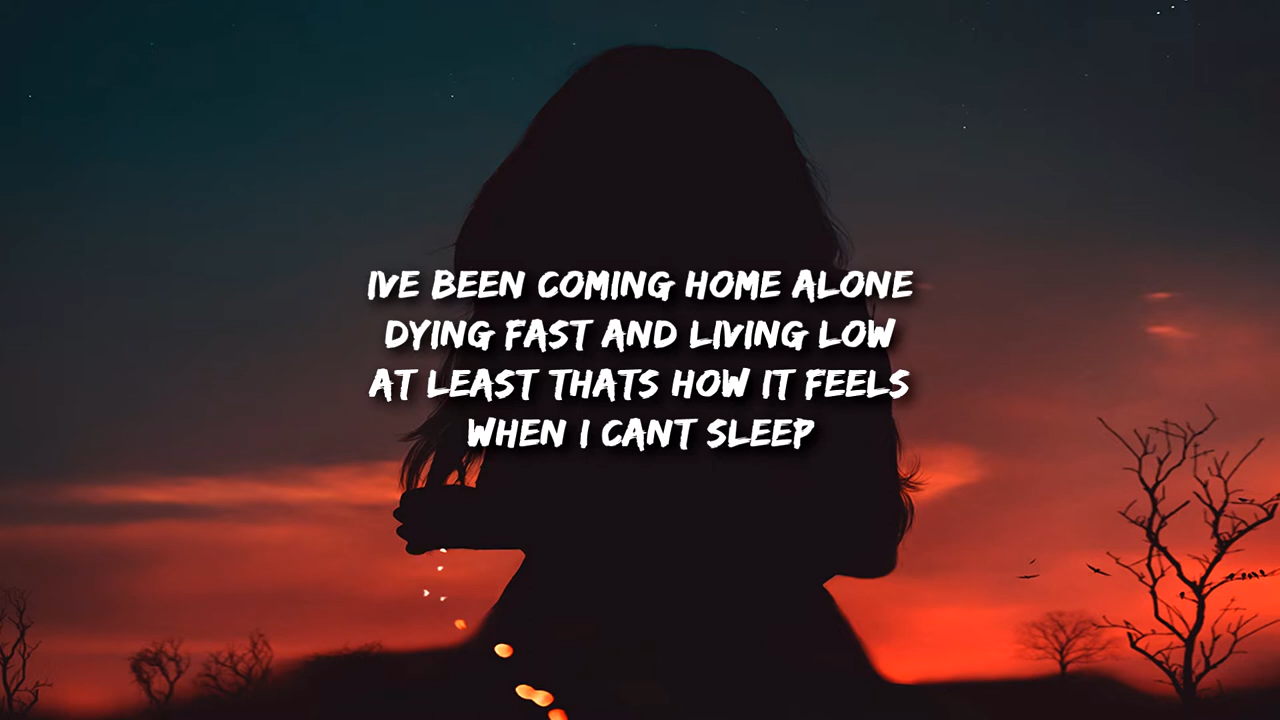 IVE BEEN COMING HOME ALONE
DYING FAST AND LIVING LOW
AT LEAST THATS HOW IT FEELS
WHEN I CANT SLEEP